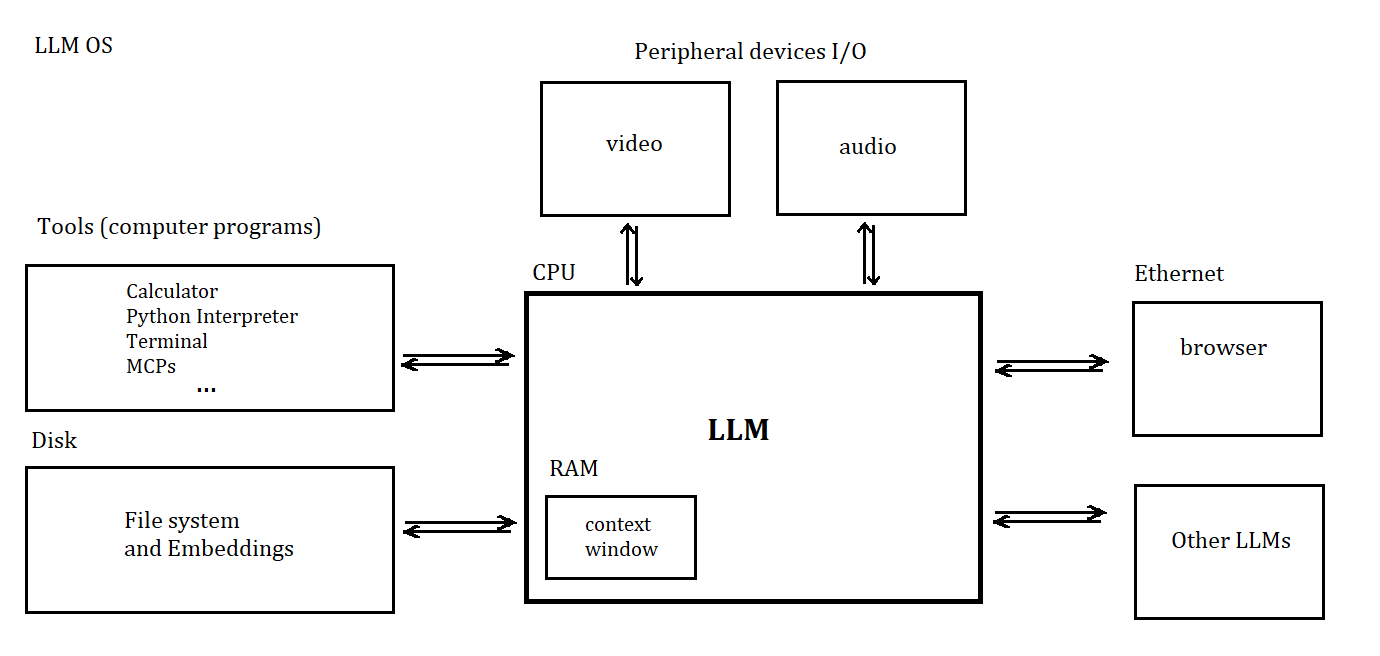 LLM OS
Peripheral devices I/O
video
audio
Tools (computer programs)
Calculator
Python Interpreter
Terminal
MCPs
...
CPU
LLM
RAM
context
window
Ethernet
browser
Disk
File system
and Embeddings
Other LLMs